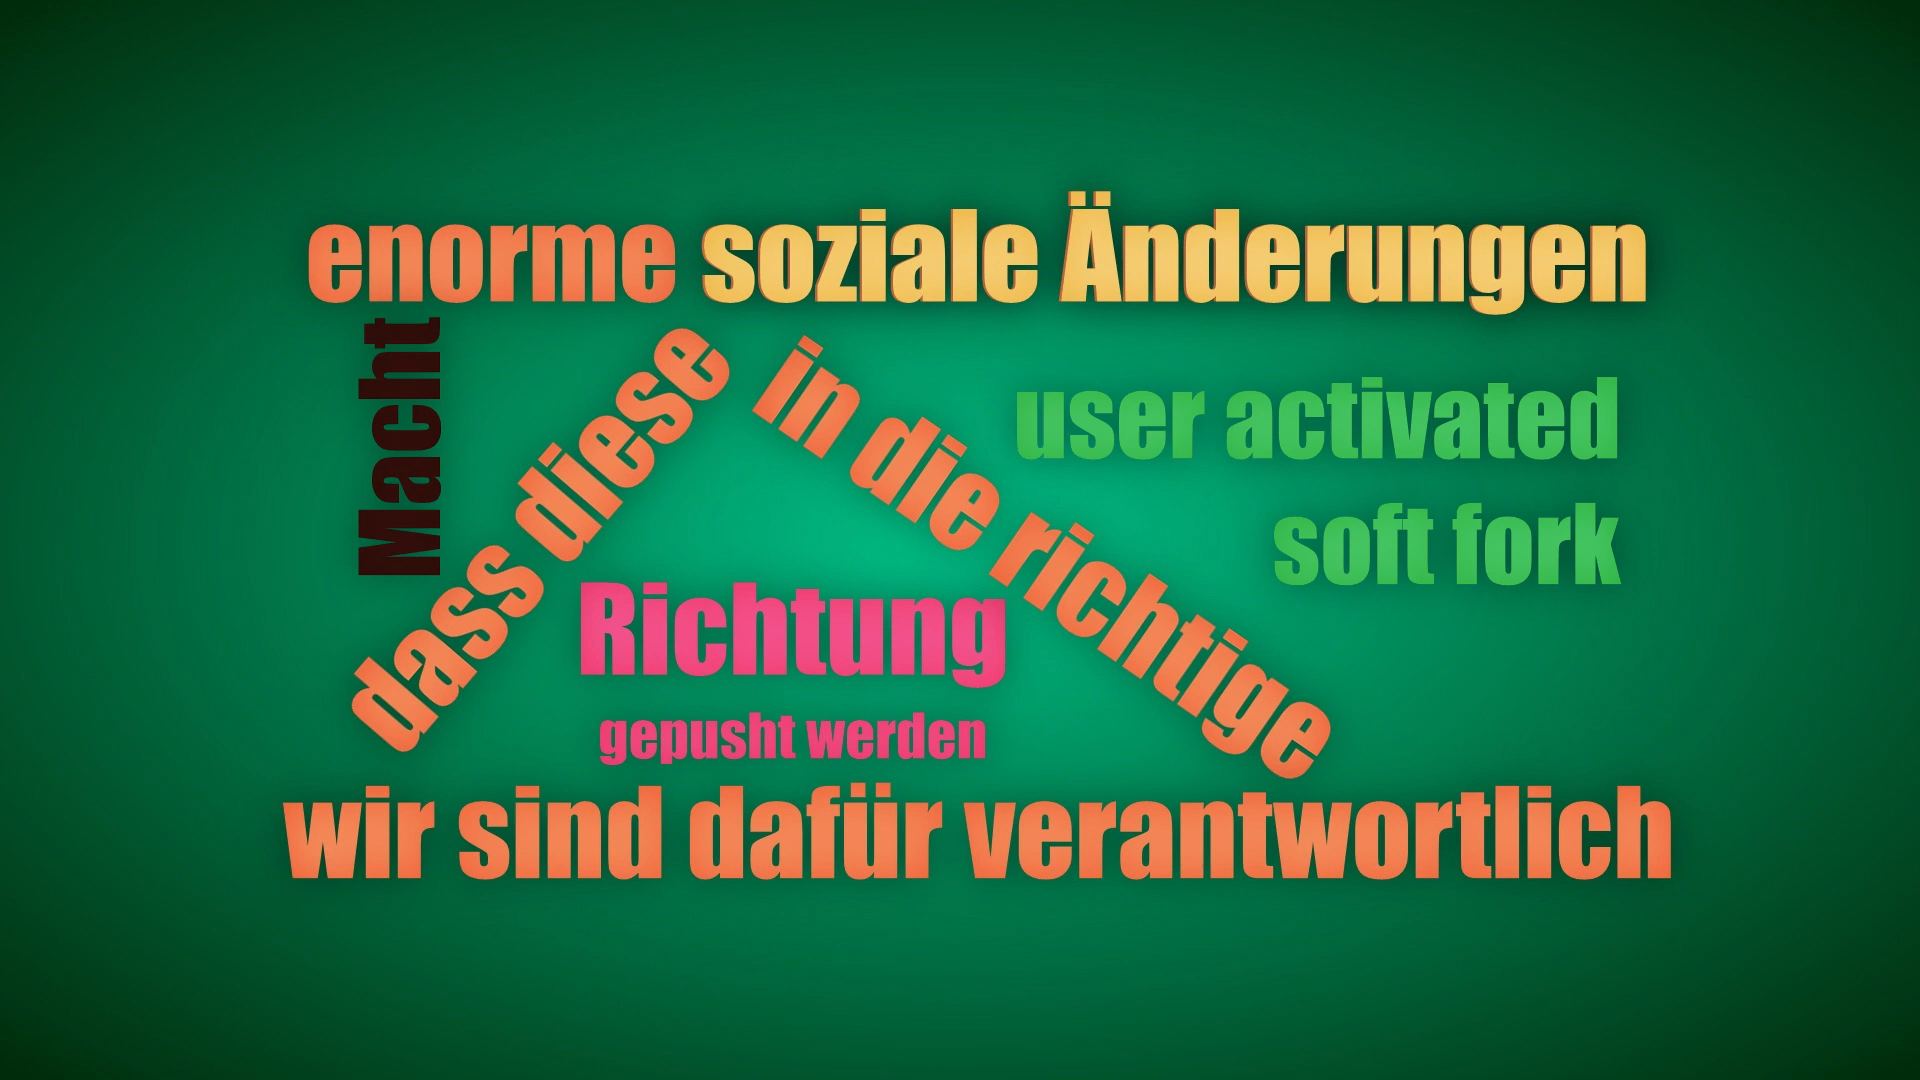 enorme soziale Änderungen
Macht
user activated
soft fork
wir sind dafür verantwortlich
dass diese
in die richtige
Richtung
gepusht werden